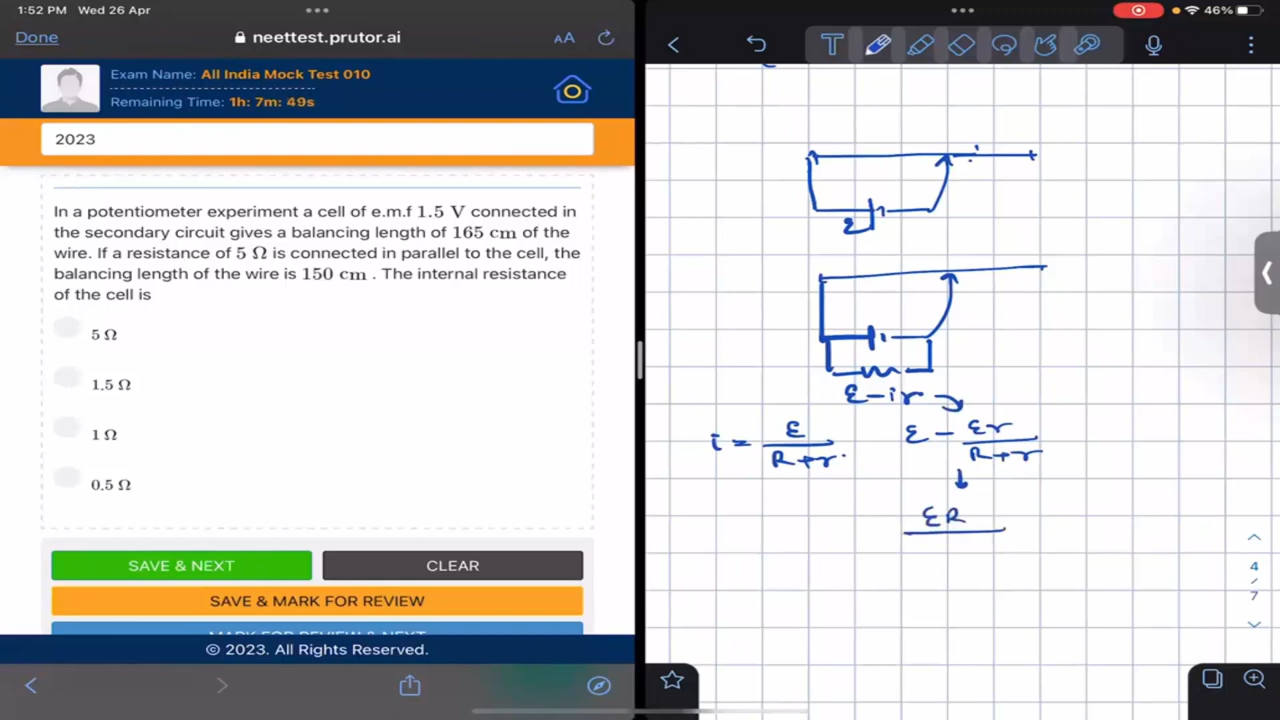 1:52 PM Wed 26 Apr
46%
Done
neettest.prutor.ai
AA
Exam Name: All India Mock Test 010
Remaining Time: 1h: 7m: 49s
2023
In a potentiometer experiment a cell of e.m.f 1.5 V connected in
the secondary circuit gives a balancing length of 165 cm of the
wire. If a resistance of 5 Ω is connected in parallel to the cell, the
balancing length of the wire is 150 cm . The internal resistance
of the cell is
5 Ω
1.5 Ω
1 Ω
0.5 Ω
SAVE & NEXT
CLEAR
SAVE & MARK FOR REVIEW
MARK FOR REVIEW & NEXT
© 2023. All Rights Reserved.
T
ε
ε - ir
i = ε / R+r
ε - εr / R+r
εR
4
/
7